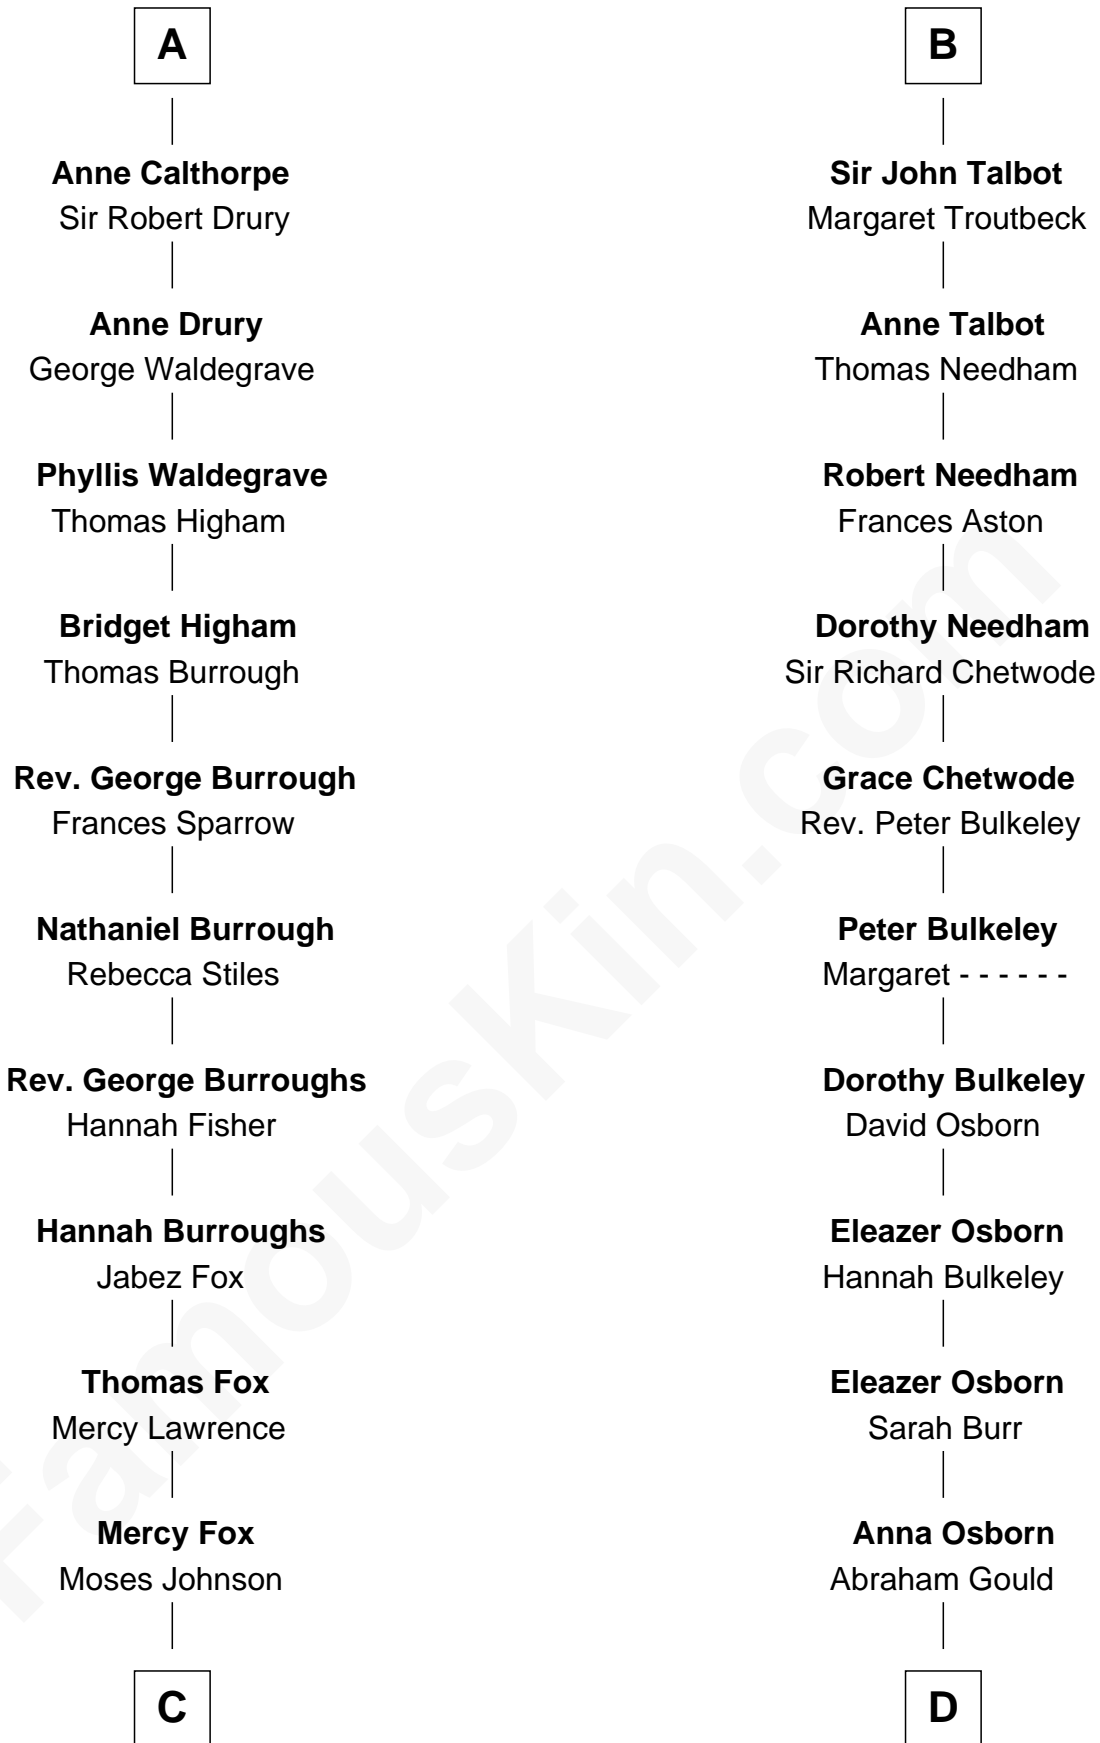 A
Anne Calthorpe
Sir Robert Drury
Anne Drury
George Waldegrave
Phyllis Waldegrave
Thomas Higham
Bridget Higham
Thomas Burrough
Rev. George Burrough
Frances Sparrow
Nathaniel Burrough
Rebecca Stiles
Rev. George Burroughs
Hannah Fisher
Hannah Burroughs
Jabez Fox
Thomas Fox
Mercy Lawrence
Mercy Fox
Moses Johnson
C
B
Sir John Talbot
Margaret Troutbeck
Anne Talbot
Thomas Needham
Robert Needham
Frances Aston
Dorothy Needham
Sir Richard Chetwode
Grace Chetwode
Rev. Peter Bulkeley
Peter Bulkeley
Margaret - - - - - -
Dorothy Bulkeley
David Osborn
Eleazer Osborn
Hannah Bulkeley
Eleazer Osborn
Sarah Burr
Anna Osborn
Abraham Gould
D
FamousKin.com